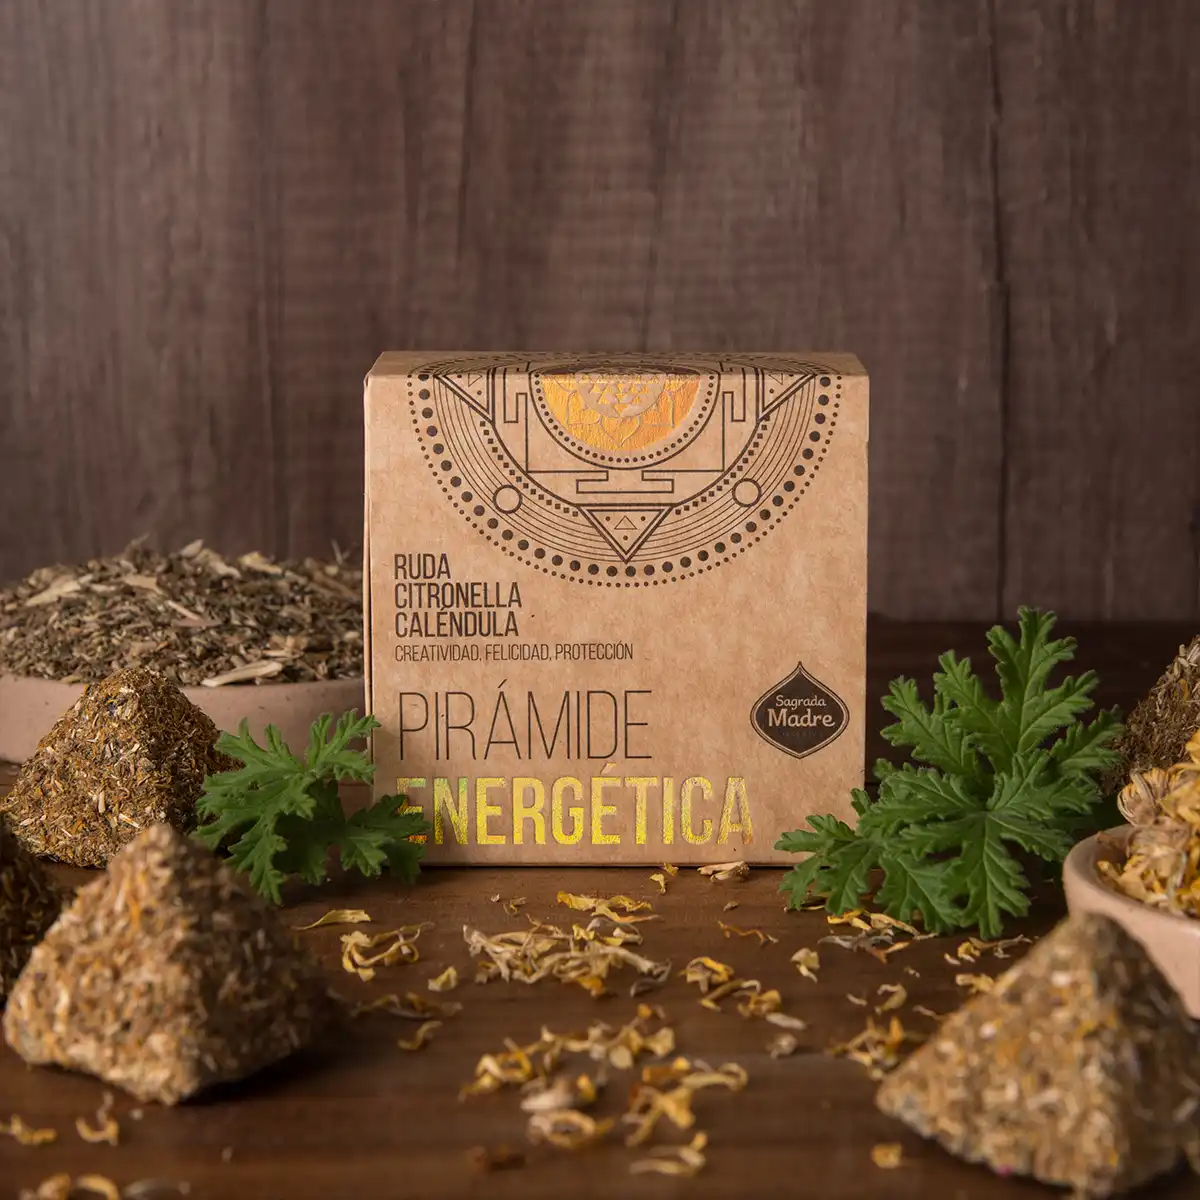 RUDA
CITRONELLA
CALÉNDULA
CREATIVIDAD, FELICIDAD, PROTECCIÓN
PIRÁMIDE
ENERGÉTICA
Sagrada
Madre